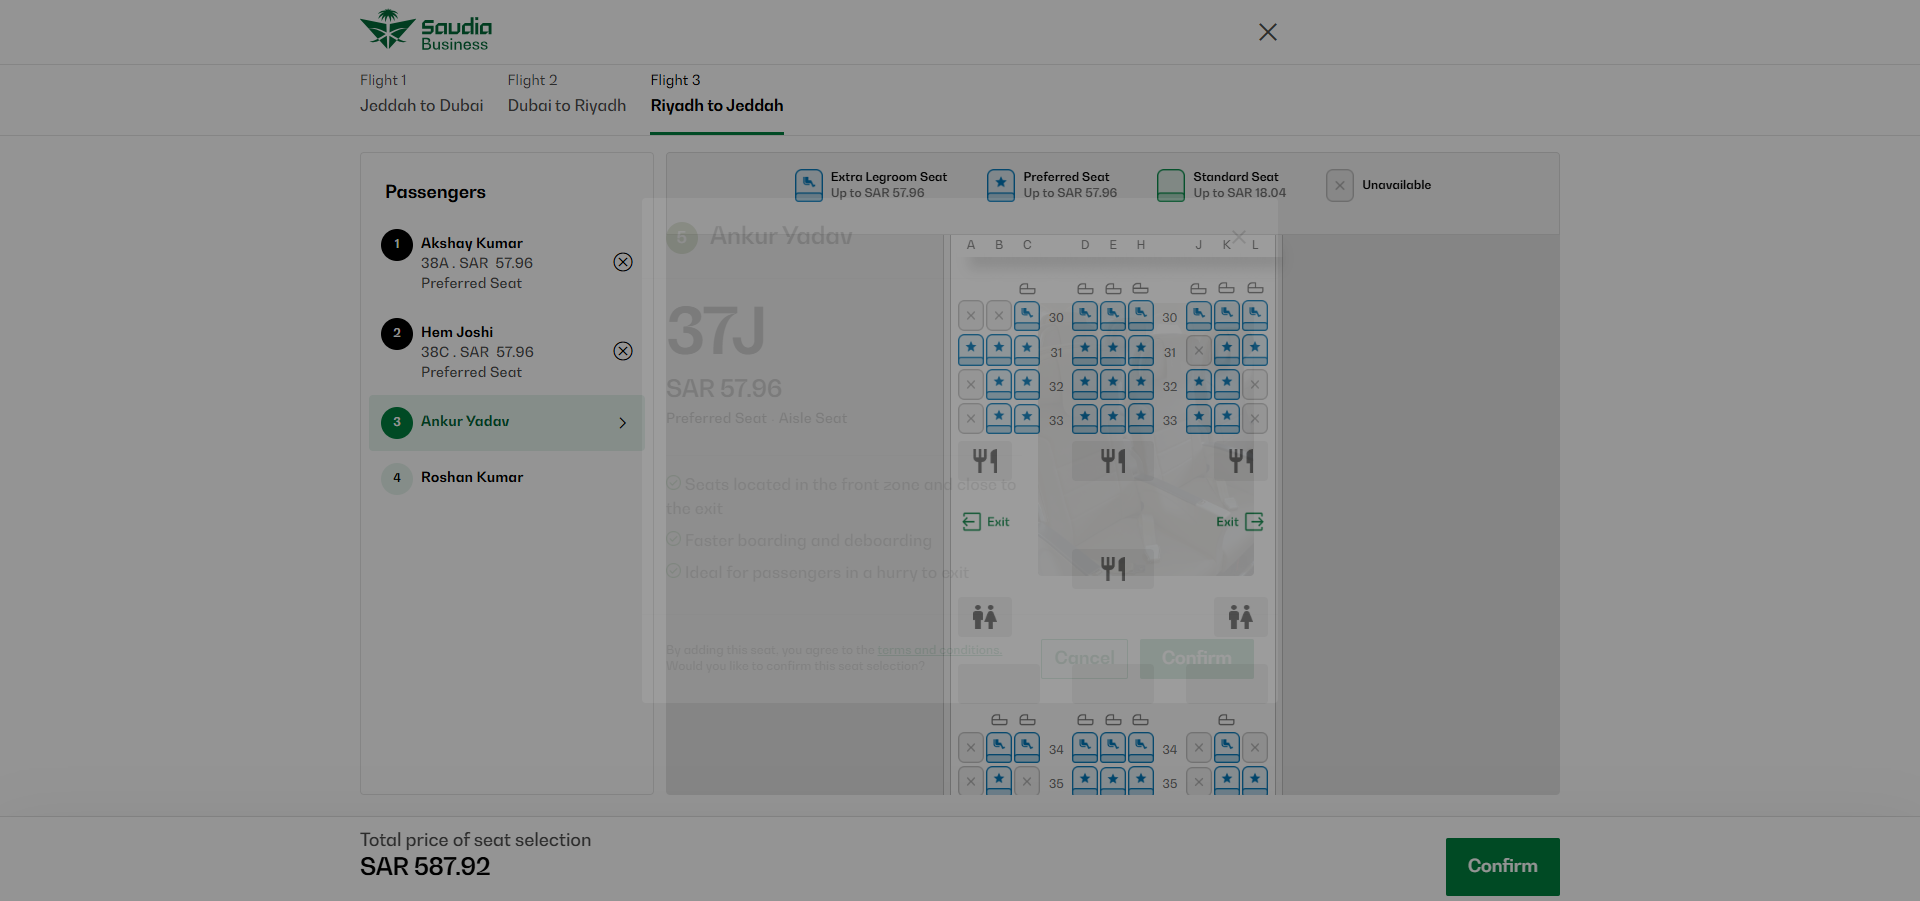 Saudia
Business
Flight 1
Jeddah to Dubai
Flight 2
Dubai to Riyadh
Flight 3
Riyadh to Jeddah
Passengers
1
Akshay Kumar
38A . SAR 57.96
Preferred Seat
2
Hem Joshi
38C . SAR 57.96
Preferred Seat
3
Ankur Yadav
4
Roshan Kumar
Extra Legroom Seat
Up to SAR 57.96
Preferred Seat
Up to SAR 57.96
Standard Seat
Up to SAR 18.04
Unavailable
5
Ankur Yadav
37J
SAR 57.96
Preferred Seat - Aisle Seat
Seats located in the front zone and close to
the exit
Faster boarding and deboarding
Ideal for passengers in a hurry to exit
By adding this seat, you agree to the terms and conditions.
Would you like to confirm this seat selection?
Cancel
Confirm
A B C D E H J K L
30 30
31 31
32 32
33 33
Exit Exit
34 34
35 35
Total price of seat selection
SAR 587.92
Confirm